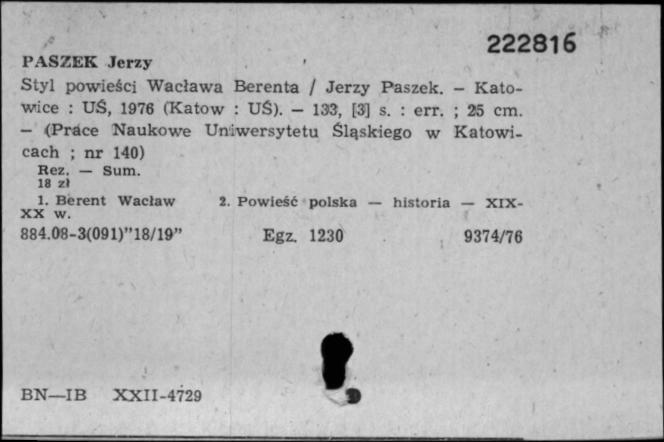 222816
PASZEK Jerzy
Styl powieści Wacława Berenta / Jerzy Paszek. — Kato-
wice : UŚ, 1976 (Katow : UŚ). — 133, [3] s. : err. ; 25 cm.
— (Prace Naukowe Uniwersytetu Śląskiego w Katowi-
cach ; nr 140)
Rez. — Sum.
18 zł
1. Berent Wacław 2. Powieść polska — historia — XIX-
XX w.
884.08-3(091)"18/19" Egz. 1230 9374/76
BN—IB XXII-4729